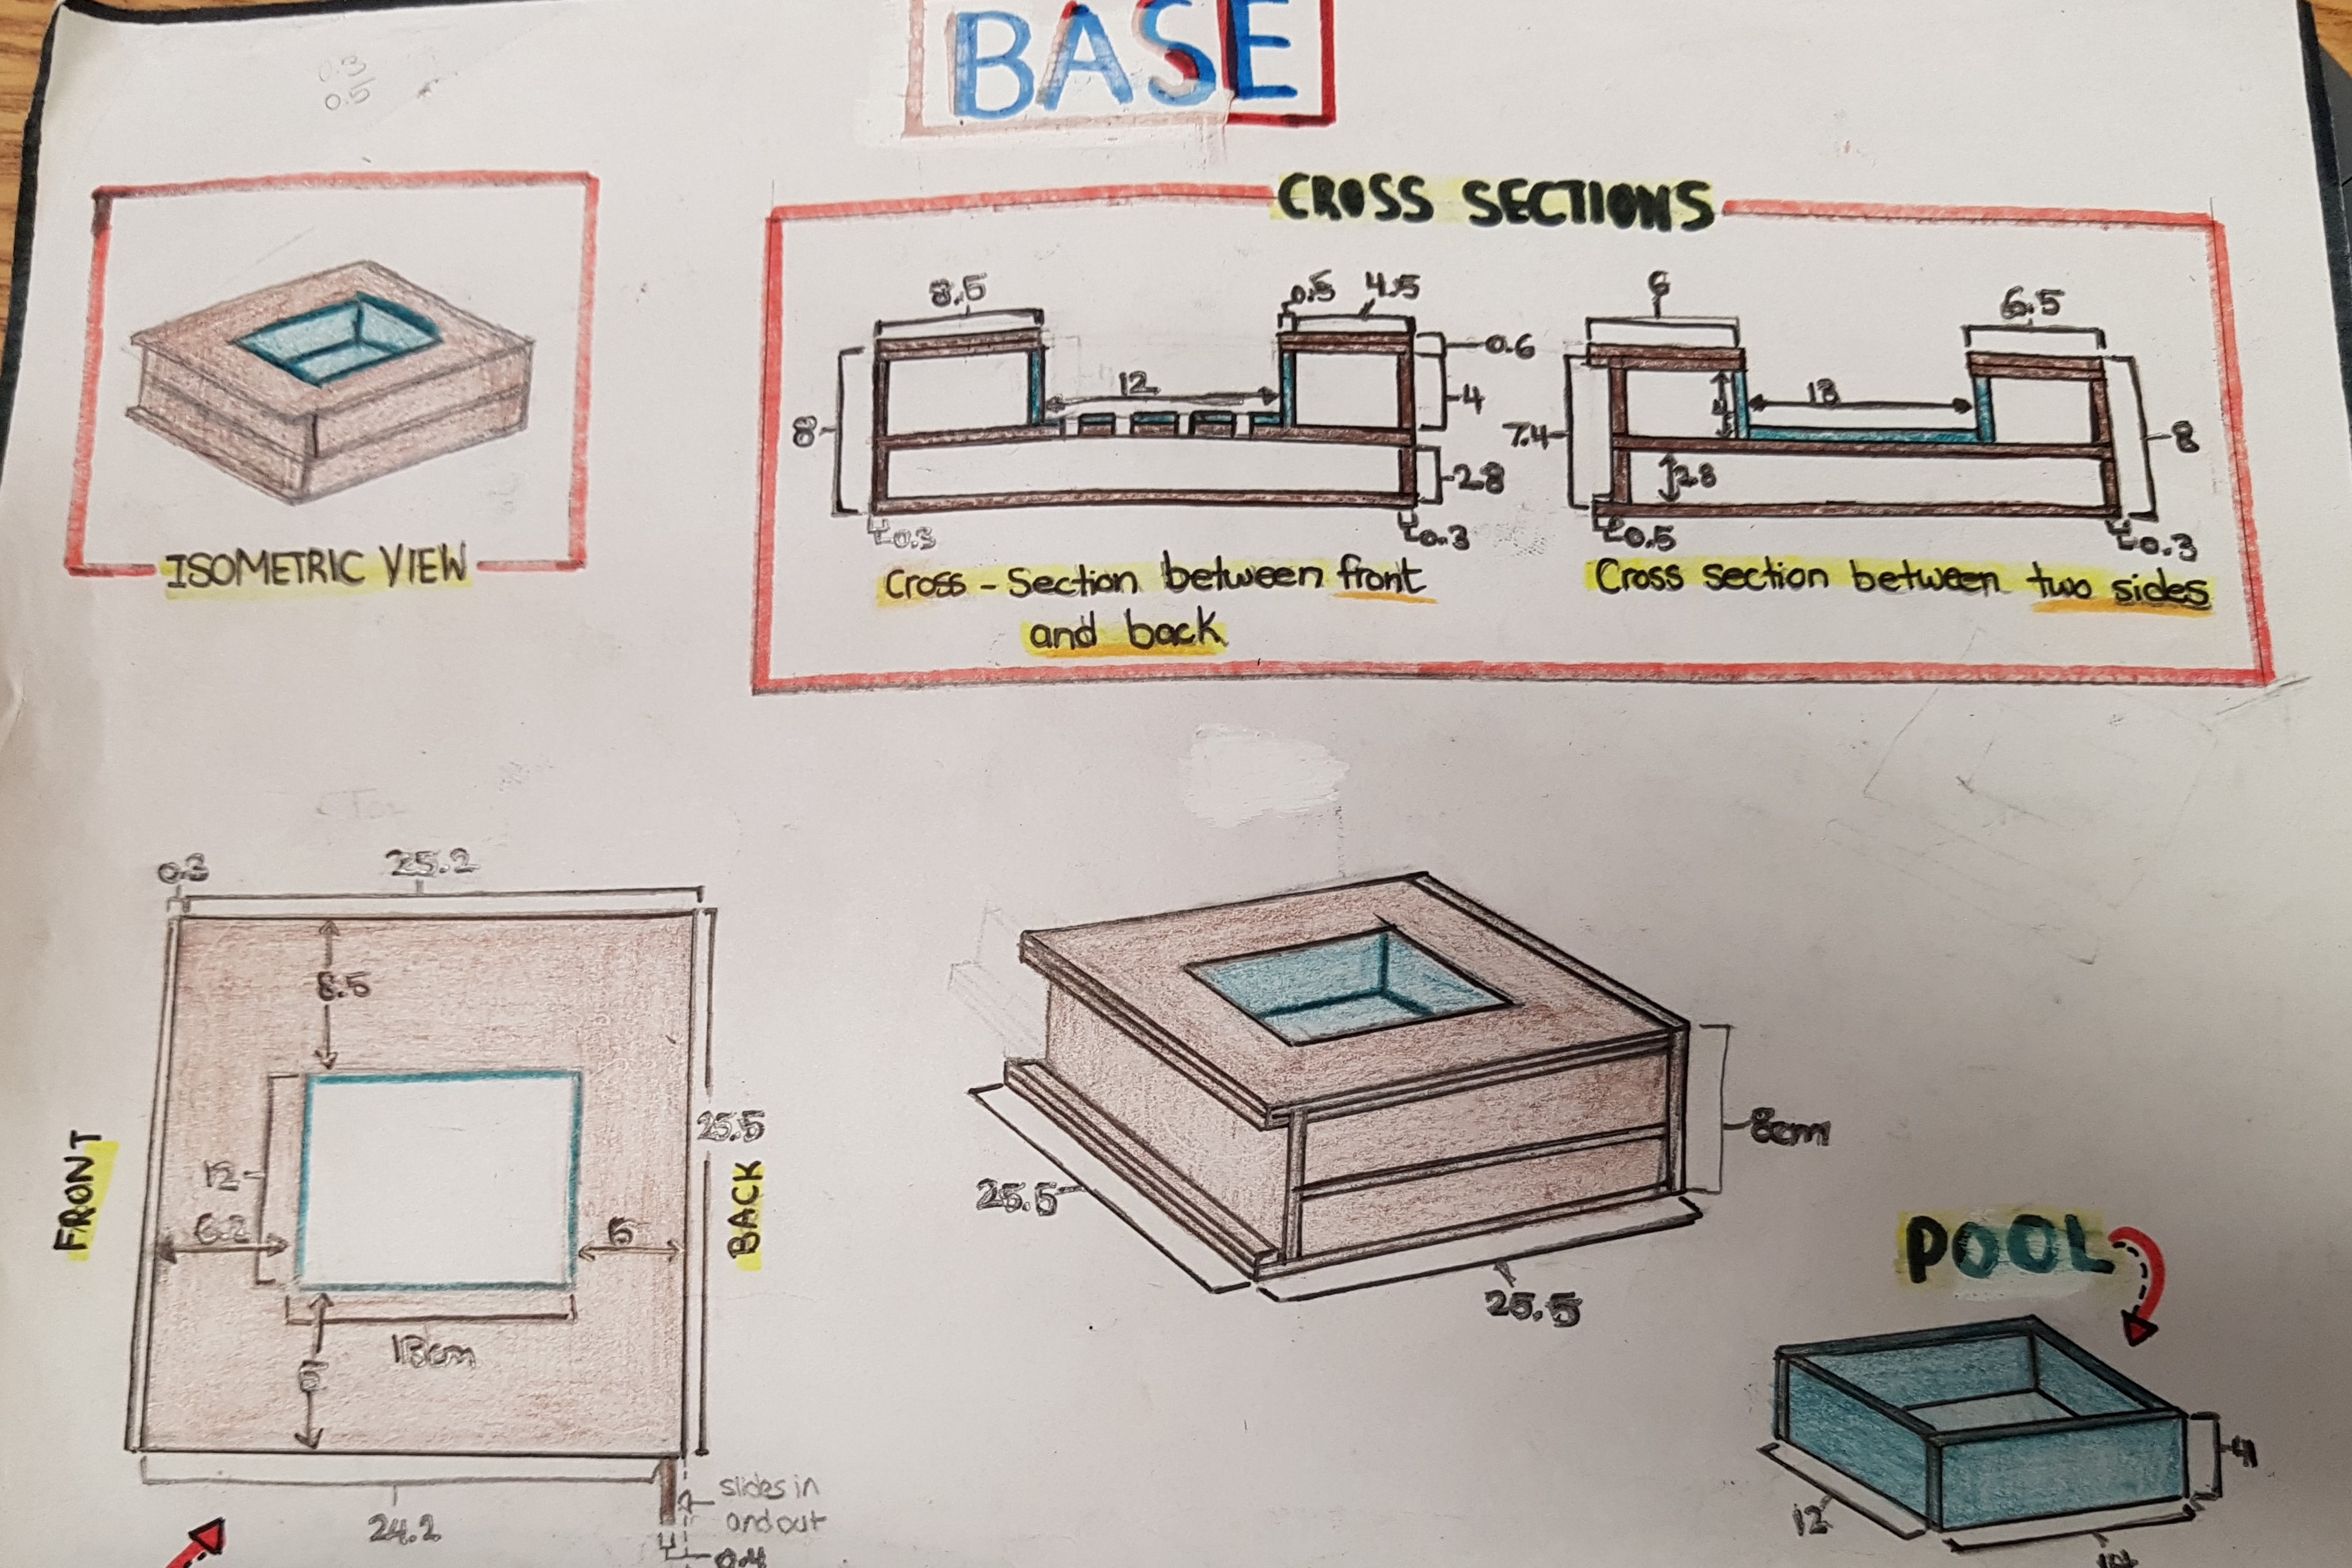 BASE
0.3
0.5
CROSS SECTIONS
8.5
0.5
4.5
0.6
12
4
8
2.8
0.3
0.3
Cross - Section between front
and back
6
6.5
13
4
7.4
8
2.8
0.5
0.3
Cross section between two sides
ISOMETRIC VIEW
0.3
25.2
8.5
25.5
FRONT
BACK
12
6.2
6
13cm
24.2
slides in
and out
0.4
8cm
25.5
25.5
POOL
4
12
14